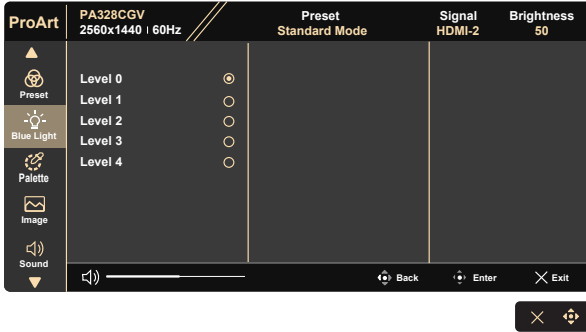 ProArt
PA328CGV
2560x1440 60Hz
Preset
Standard Mode
Signal
HDMI-2
Brightness
50
Preset
Blue Light
Palette
Image
Sound
Level 0
Level 1
Level 2
Level 3
Level 4
Back
Enter
Exit